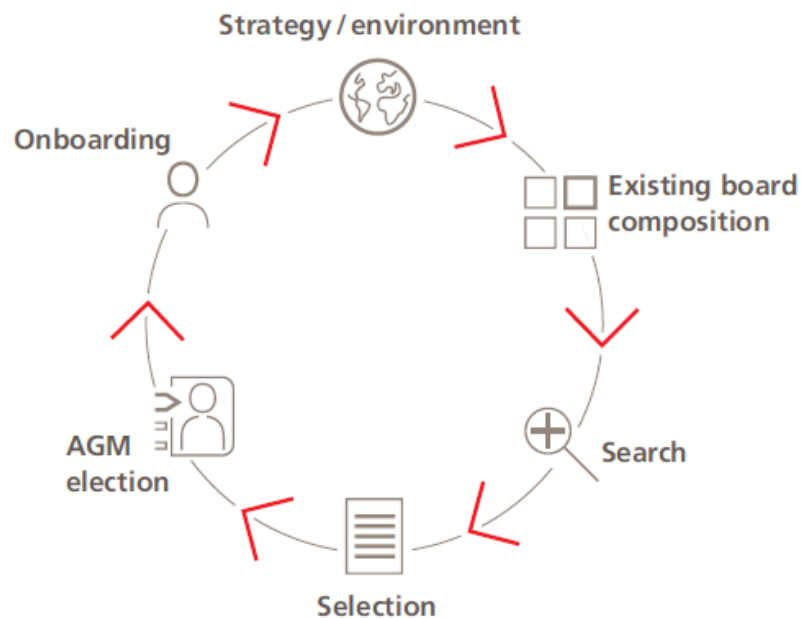 Strategy / environment
Existing board
composition
Search
Selection
AGM
election
Onboarding